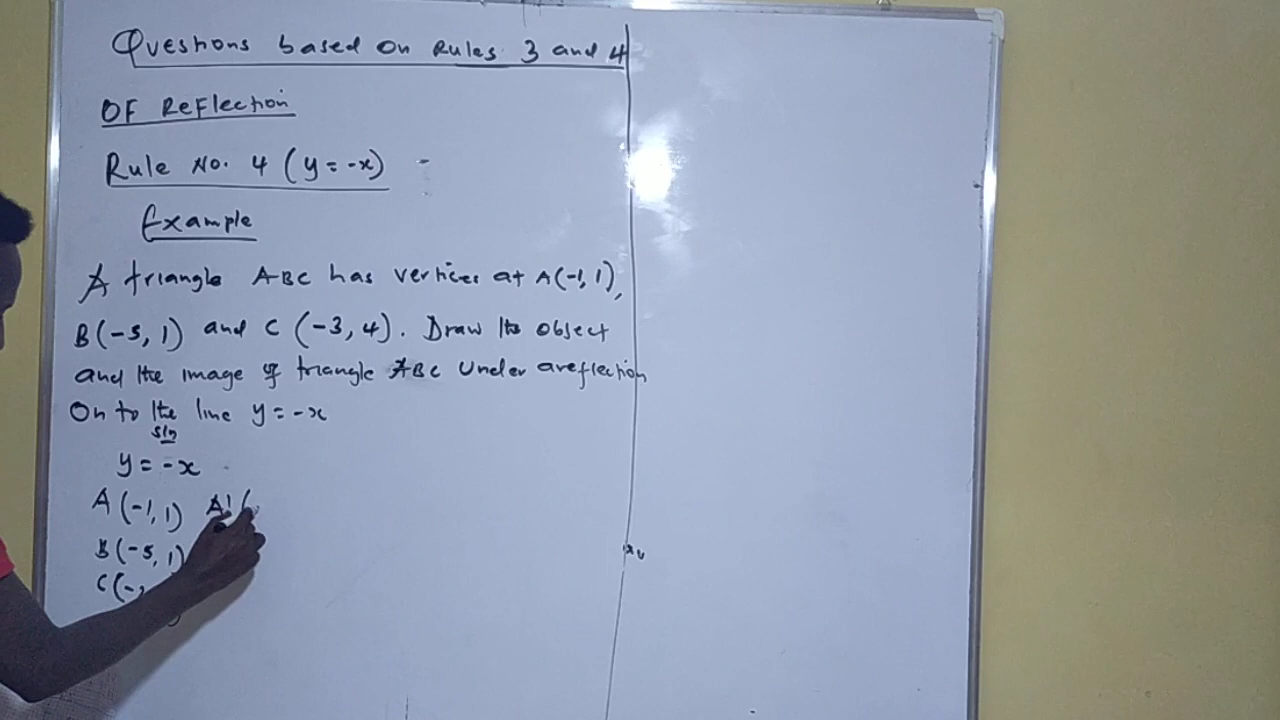 Questions based on Rules 3 and 4
OF Reflection
Rule No. 4 (y = -x)
Example
A triangle ABC has vertices at A(-1, 1),
B(-5, 1) and C (-3, 4). Draw the object
and the image of triangle ABC under a reflection
On to the line y = -x
sln
y = -x
A (-1, 1) A' (
B (-5, 1)
C (-